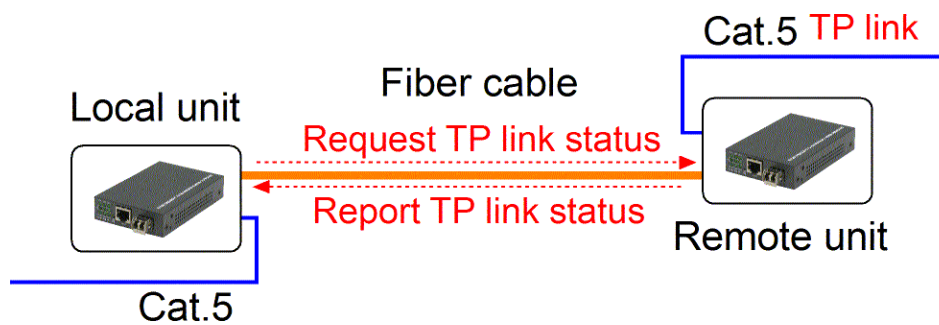 Cat.5 TP link
Fiber cable
Local unit
Request TP link status
Report TP link status
Remote unit
Cat.5